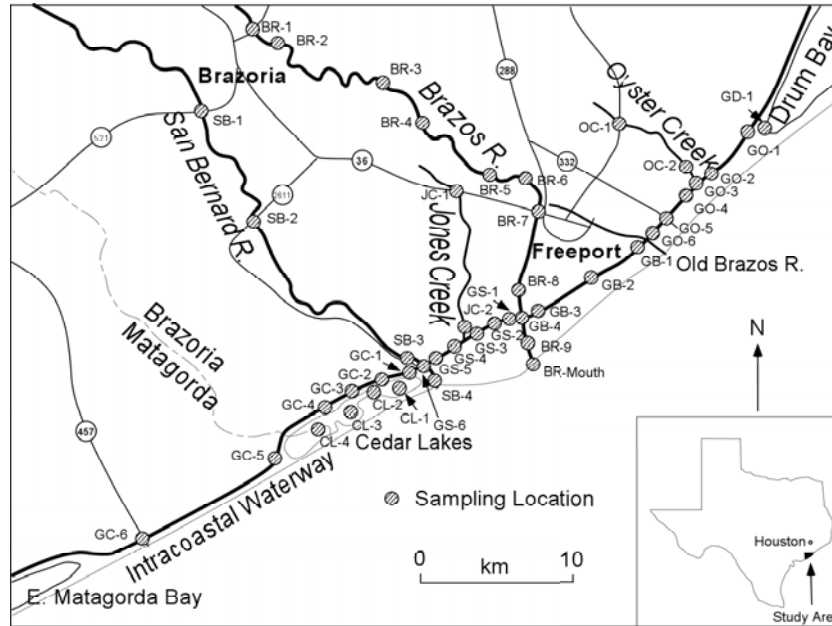 BR-1
BR-2
Brazoria
BR-3
Brazos R.
288
Oyster Creek
Drum Bay
GD-1
SB-1
521
San Bernard R.
BR-4
36
OC-1
GO-1
332
OC-2
GO-2
GO-3
GO-4
GO-5
GO-6
2611
SB-2
JC-1
BR-5
BR-6
BR-7
Jones Creek
Freeport
GB-1
Old Brazos R.
GB-2
BR-8
GS-1
GB-3
JC-2
GB-4
GS-2
GS-3
BR-9
BR-Mouth
Brazoria
Matagorda
SB-3
GC-1
GS-4
GS-5
GC-2
GC-3
SB-4
GC-4
CL-2
CL-1
GS-6
CL-3
CL-4
Cedar Lakes
457
GC-5
Intracoastal Waterway
GC-6
E. Matagorda Bay
Sampling Location
0 10
km
N
Houston
Study Area